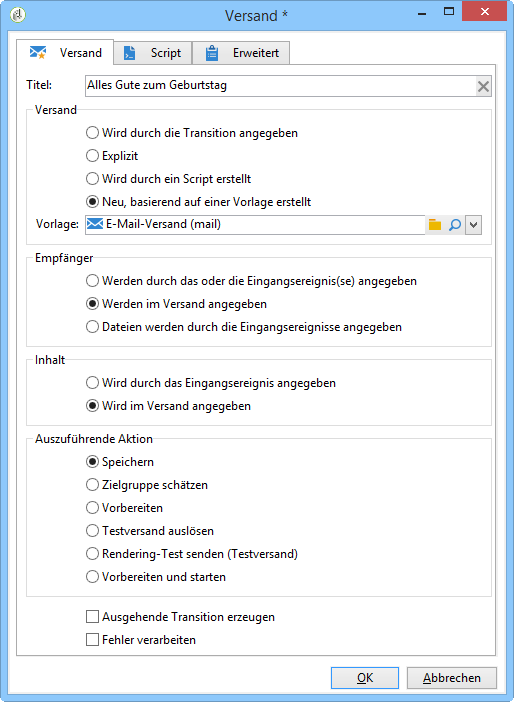 Versand *
Versand
Script
Erweitert
Titel:
Alles Gute zum Geburtstag
Versand
Wird durch die Transition angegeben
Explizit
Wird durch ein Script erstellt
Neu, basierend auf einer Vorlage erstellt
Vorlage: E-Mail-Versand (mail)
Empfänger
Werden durch das oder die Eingangsereignis(se) angegeben
Werden im Versand angegeben
Dateien werden durch die Eingangsereignisse angegeben
Inhalt
Wird durch das Eingangsereignis angegeben
Wird im Versand angegeben
Auszuführende Aktion
Speichern
Zielgruppe schätzen
Vorbereiten
Testversand auslösen
Rendering-Test senden (Testversand)
Vorbereiten und starten
Ausgehende Transition erzeugen
Fehler verarbeiten
OK
Abbrechen